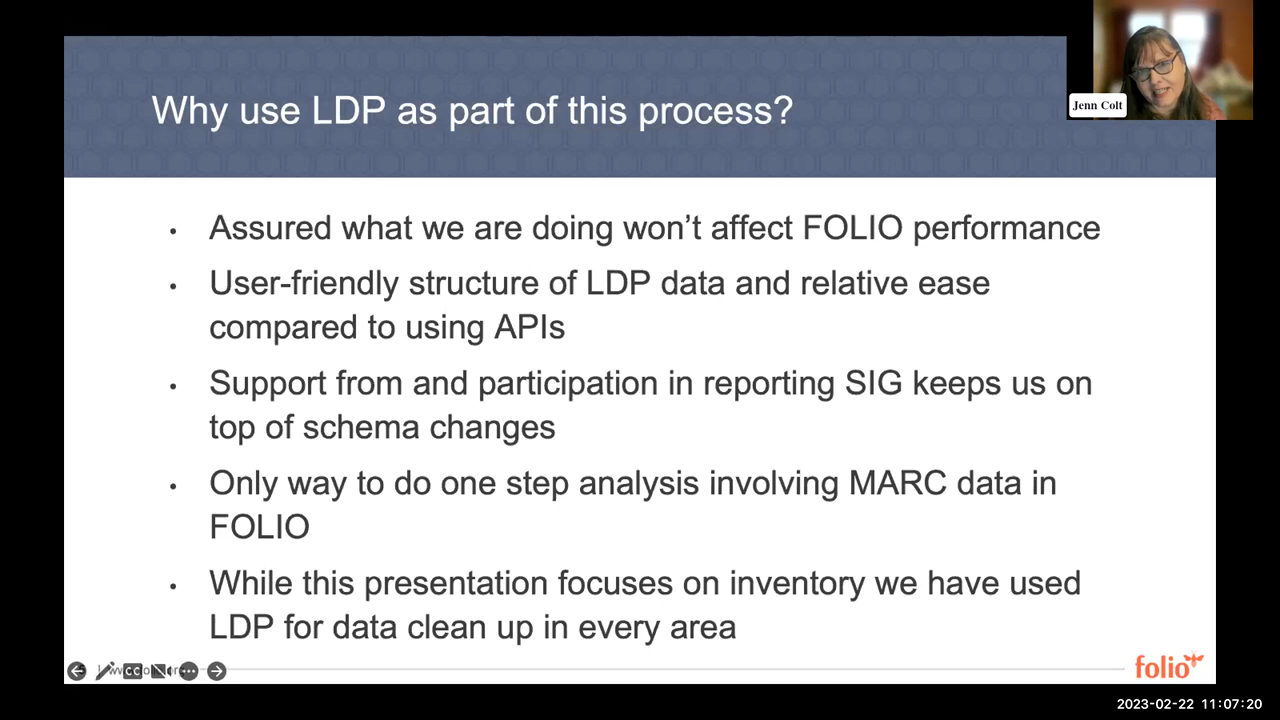 Jenn Colt
Why use LDP as part of this process?
• Assured what we are doing won’t affect FOLIO performance
• User-friendly structure of LDP data and relative ease
compared to using APIs
• Support from and participation in reporting SIG keeps us on
top of schema changes
• Only way to do one step analysis involving MARC data in
FOLIO
• While this presentation focuses on inventory we have used
LDP for data clean up in every area
CC
folio
2023-02-22 11:07:20